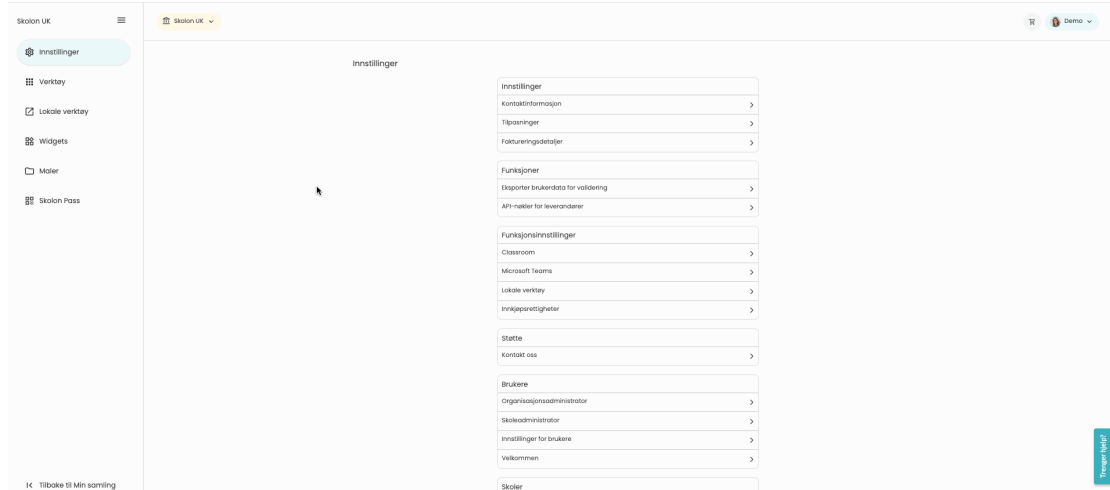 Skolon UK
Skolon UK
Demo
Innstillinger
Verktøy
Lokale verktøy
Widgets
Maler
Skolon Pass
Tilbake til Min samling
Innstillinger
Innstillinger
Kontaktinformasjon
Tilpasninger
Faktureringsdetaljer
Funksjoner
Eksporter brukerdata for validering
API-nøkler for leverandører
Funksjonsinnstillinger
Classroom
Microsoft Teams
Lokale verktøy
Innkjøpsrettigheter
Støtte
Kontakt oss
Brukere
Organisasjonsadministrator
Skoleadministrator
Innstillinger for brukere
Velkommen
Skoler
Trenger hjelp?